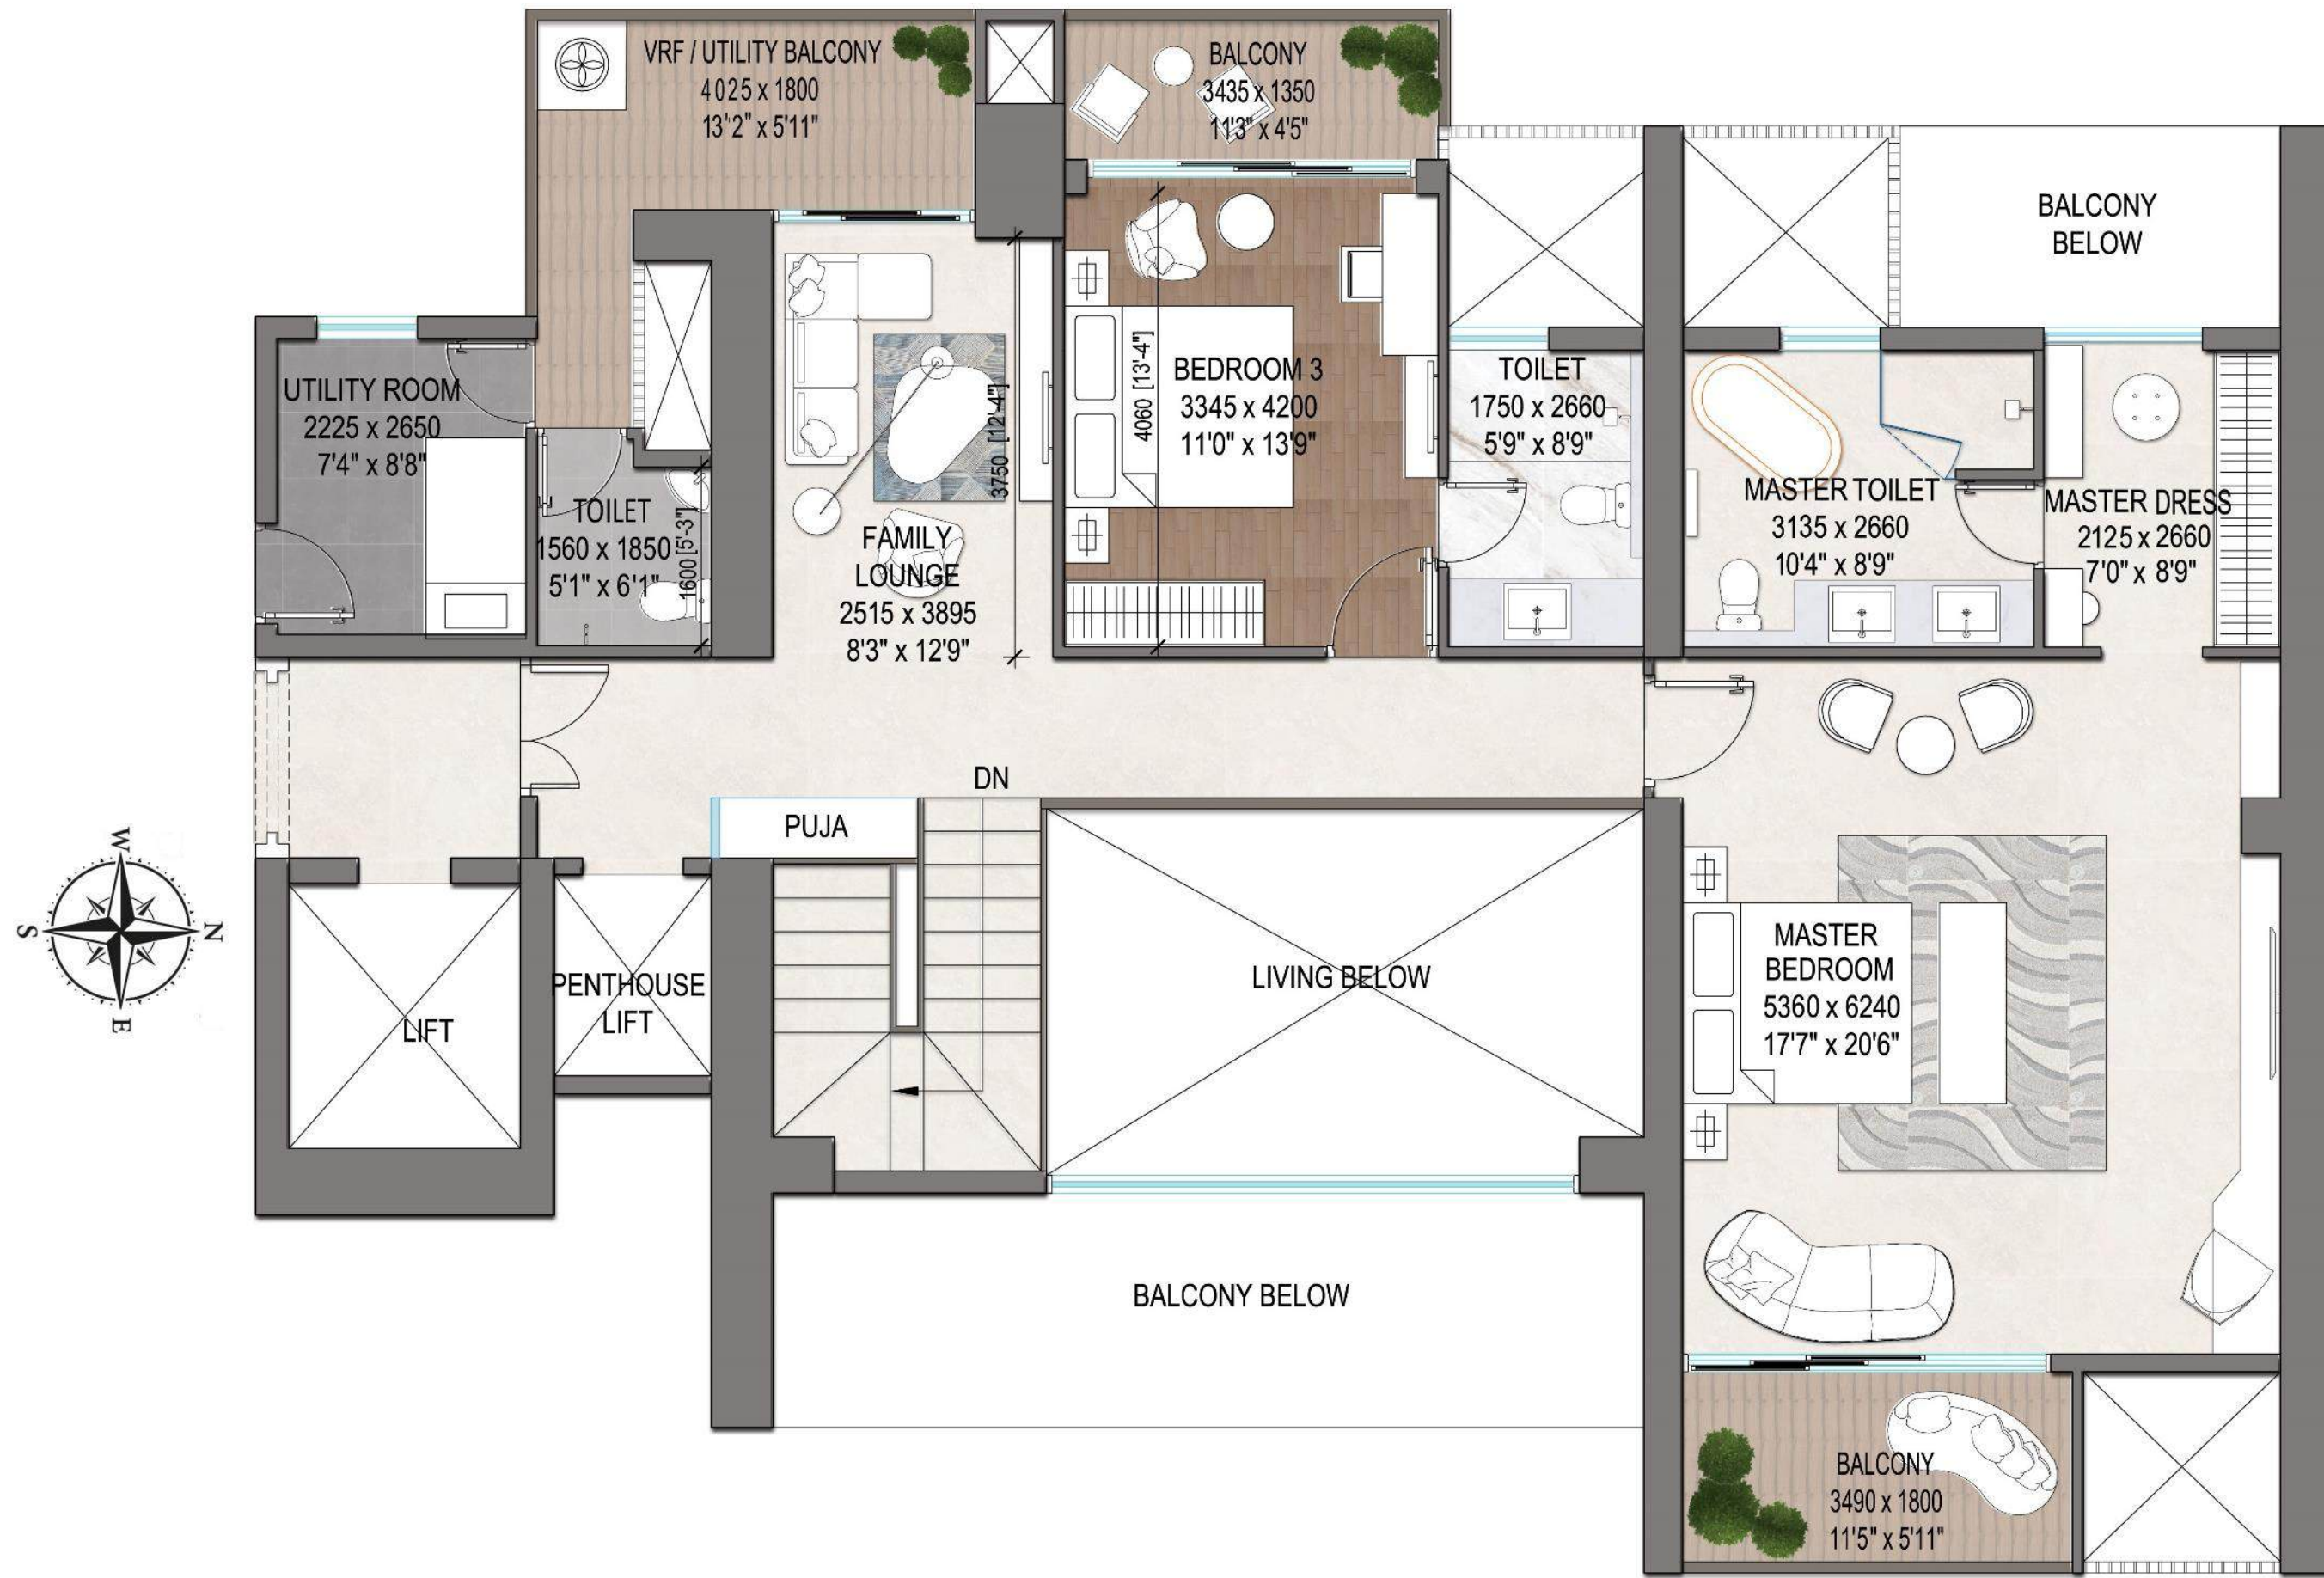 VRF / UTILITY BALCONY
4025 x 1800
13'2" x 5'11"
BALCONY
3435 x 1350
11'3" x 4'5"
BALCONY
BELOW
UTILITY ROOM
2225 x 2650
7'4" x 8'8"
TOILET
1560 x 1850
5'1" x 6'1"
1600 [5'-3"]
FAMILY
LOUNGE
2515 x 3895
8'3" x 12'9"
3750 [12'-4"]
4060 [13'-4"]
BEDROOM 3
3345 x 4200
11'0" x 13'9"
TOILET
1750 x 2660
5'9" x 8'9"
MASTER TOILET
3135 x 2660
10'4" x 8'9"
MASTER DRESS
2125 x 2660
7'0" x 8'9"
DN
PUJA
W
N
S
E
LIFT
PENTHOUSE
LIFT
LIVING BELOW
MASTER
BEDROOM
5360 x 6240
17'7" x 20'6"
BALCONY BELOW
BALCONY
3490 x 1800
11'5" x 5'11"